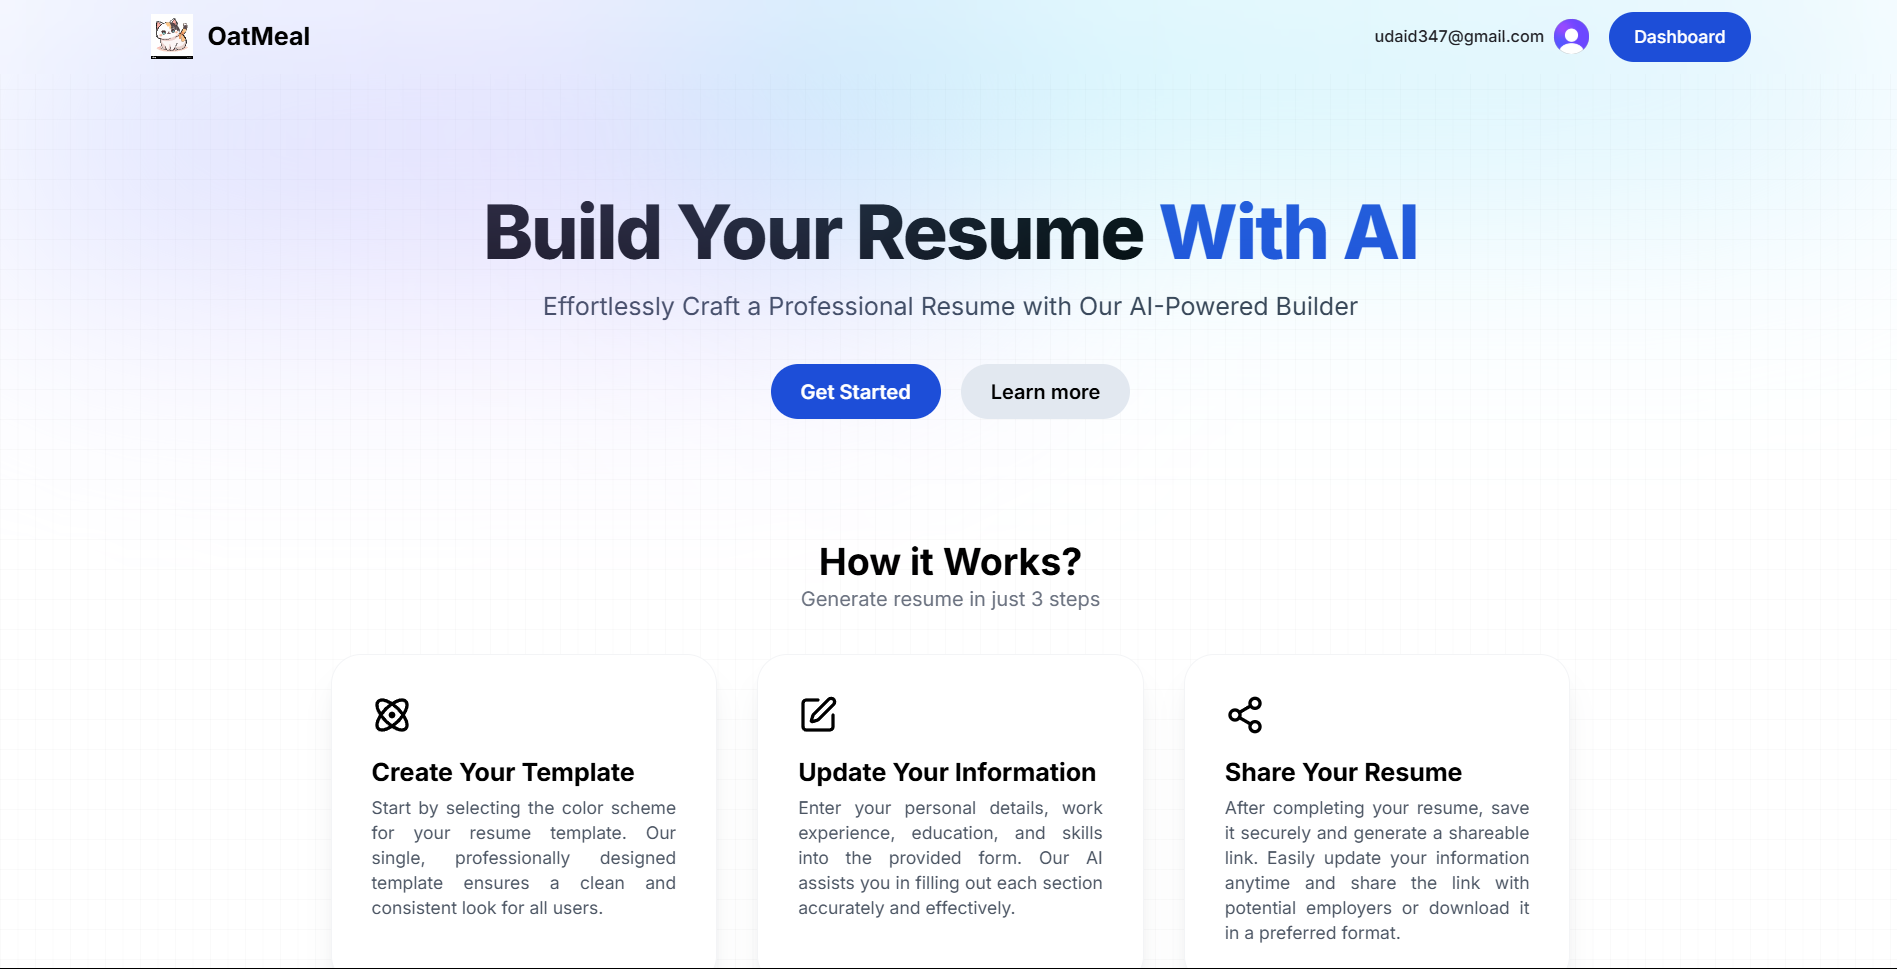 OatMeal
udaid347@gmail.com
Dashboard
Build Your Resume With AI
Effortlessly Craft a Professional Resume with Our AI-Powered Builder
Get Started
Learn more
How it Works?
Generate resume in just 3 steps
Create Your Template
Start by selecting the color scheme
for your resume template. Our
single, professionally designed
template ensures a clean and
consistent look for all users.
Update Your Information
Enter your personal details, work
experience, education, and skills
into the provided form. Our AI
assists you in filling out each section
accurately and effectively.
Share Your Resume
After completing your resume, save
it securely and generate a shareable
link. Easily update your information
anytime and share the link with
potential employers or download it
in a preferred format.